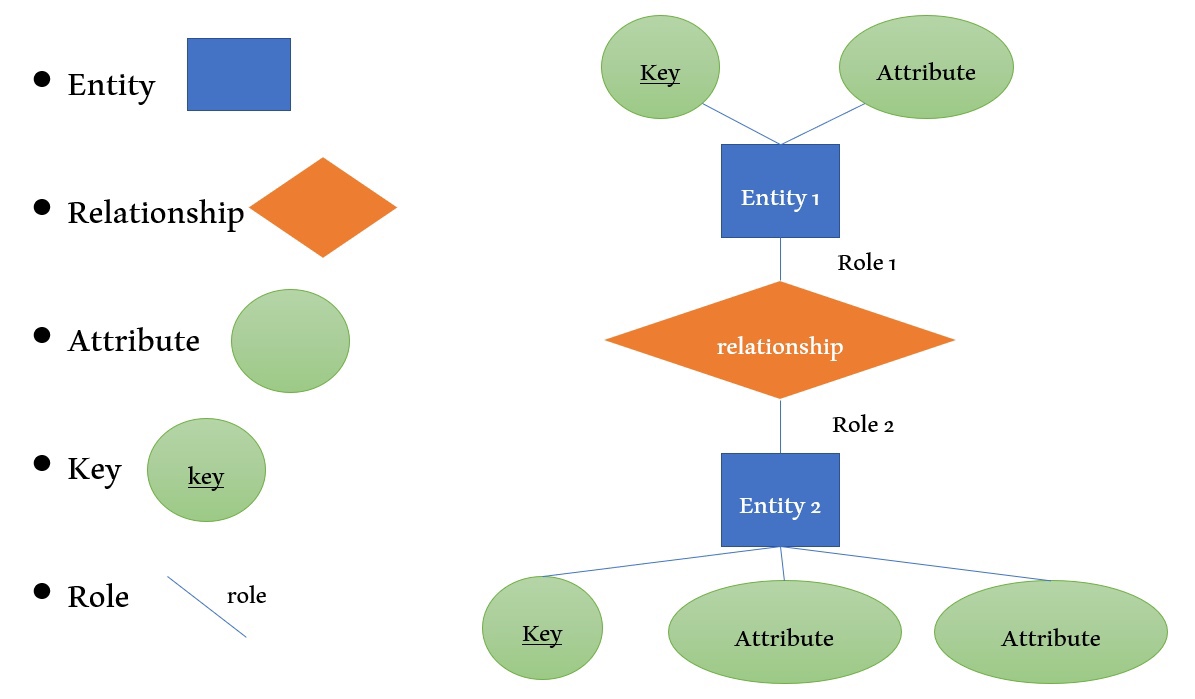 Entity
Relationship
Attribute
Key
key
Role
role
Key
Attribute
Entity 1
Role 1
relationship
Role 2
Entity 2
Key
Attribute
Attribute